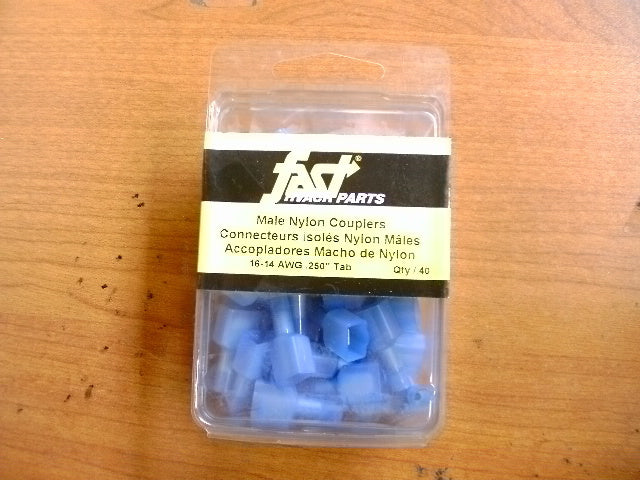 fast®
HVACR PARTS
Male Nylon Couplers
Connecteurs Isolés Nylon Mâles
Accopladores Macho de Nylon
16-14 AWG .250" Tab Qty / 40